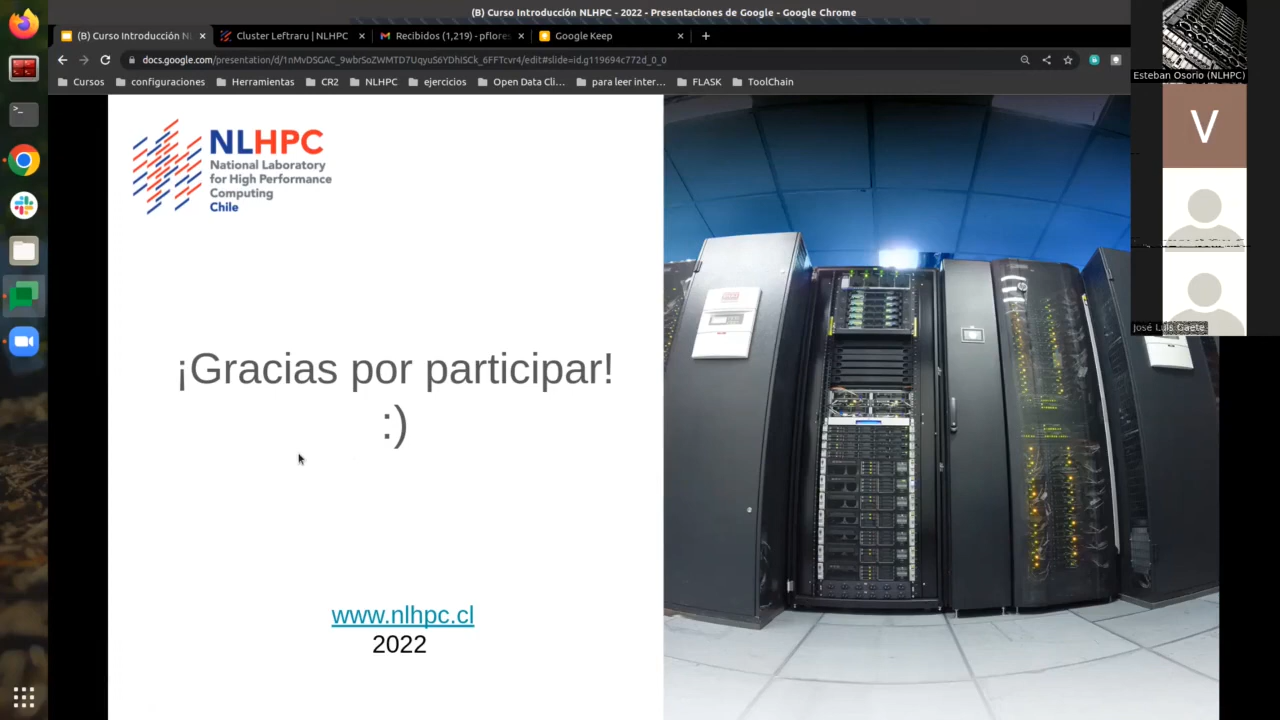 (B) Curso Introducción NLHPC - 2022 - Presentaciones de Google - Google Chrome
(B) Curso Introducción NL
Cluster Leftraru | NLHPC
Recibidos (1,219) - pflores
Google Keep
docs.google.com/presentation/d/1nMvDSGAC_9wbrSoZWMTD7UqyuS6YDhISCk_6FFTcvr4/edit#slide=id.g119694c772d_0_0
Cursos
configuraciones
Herramientas
CR2
NLHPC
ejercicios
Open Data Cli...
para leer inter...
FLASK
ToolChain
NLHPC
National Laboratory
for High Performance
Computing
Chile
¡Gracias por participar!
:)
www.nlhpc.cl
2022
Esteban Osorio (NLHPC)
V
José Luis Gaete